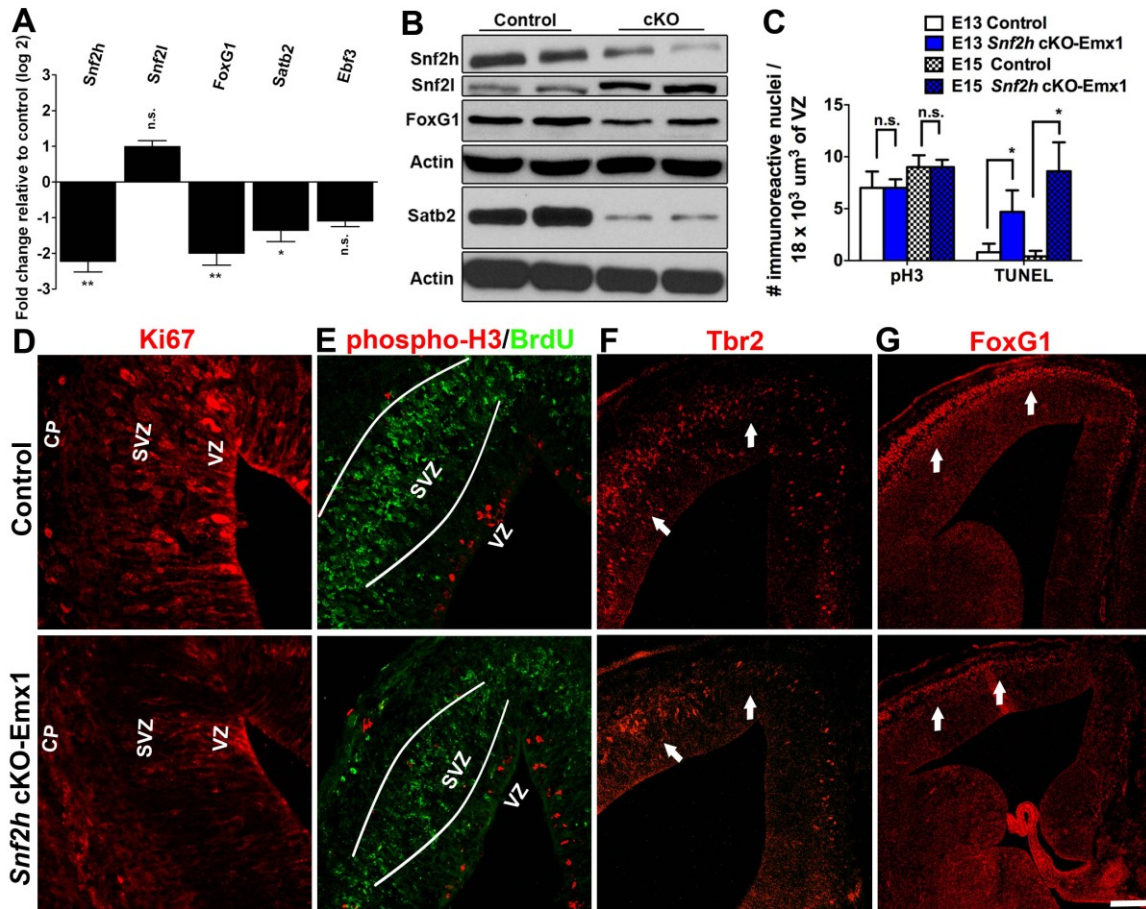 A
Fold change relative to control (log 2)
Snf2h
Snf2l
FoxG1
Satb2
Ebf3
3
2
1
0
-1
-2
-3
**
n.s.
**
*
n.s.
B
Control
cKO
Snf2h
Snf2l
FoxG1
Actin
Satb2
Actin
C
E13 Control
E13 Snf2h cKO-Emx1
E15 Control
E15 Snf2h cKO-Emx1
# immunoreactive nuclei /
18 x 10³ um³ of VZ
15
10
5
0
n.s.
n.s.
*
*
pH3
TUNEL
D
Ki67
E
phospho-H3/BrdU
F
Tbr2
G
FoxG1
Control
CP
SVZ
VZ
SVZ
VZ
Snf2h cKO-Emx1
CP
SVZ
VZ
SVZ
VZ